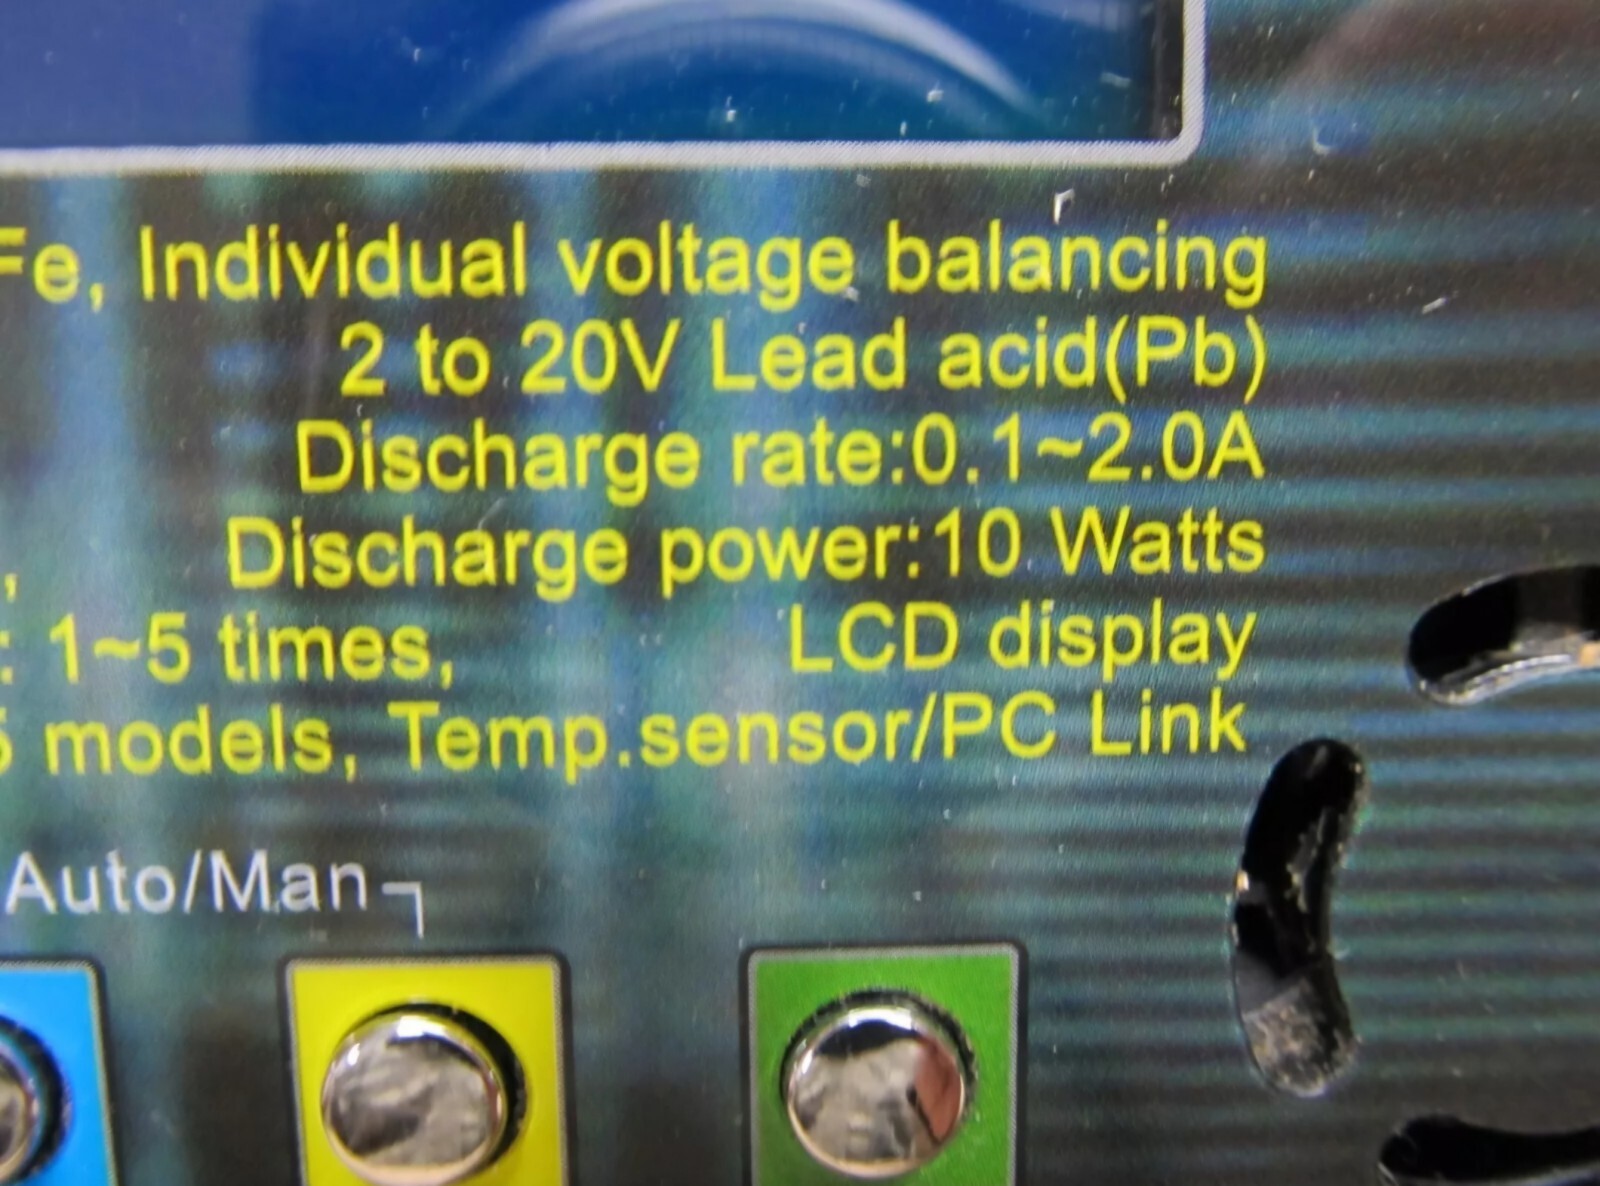 Fe, Individual voltage balancing
2 to 20V Lead acid(Pb)
Discharge rate:0.1~2.0A
, Discharge power:10 Watts
: 1~5 times, LCD display
5 models, Temp.sensor/PC Link
Auto/Man